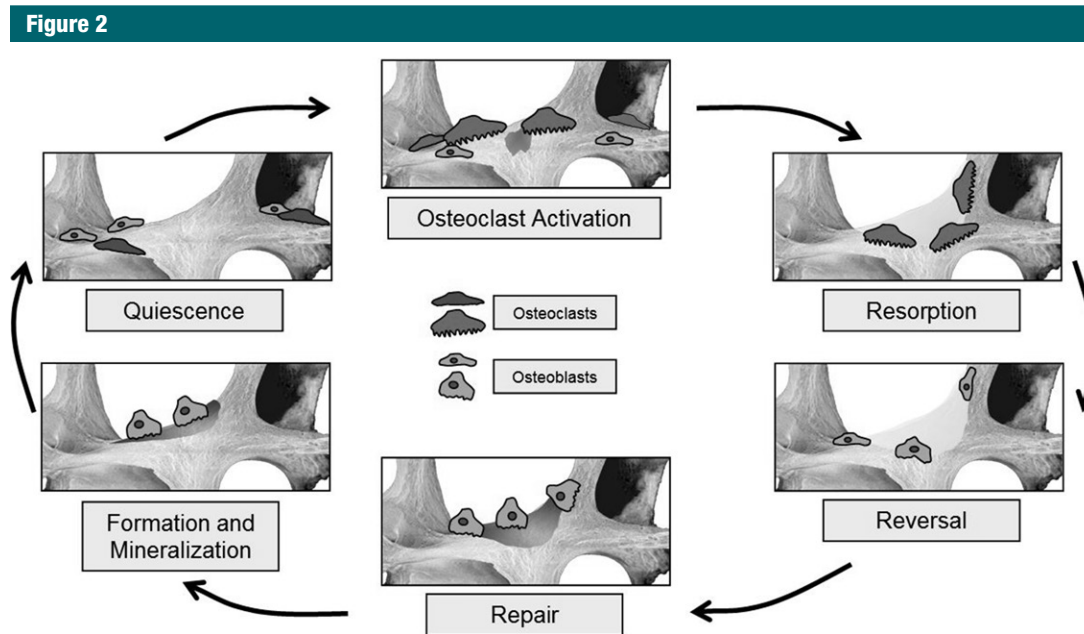 Figure 2
Osteoclast Activation
Quiescence
Resorption
Osteoclasts
Osteoblasts
Formation and
Mineralization
Reversal
Repair